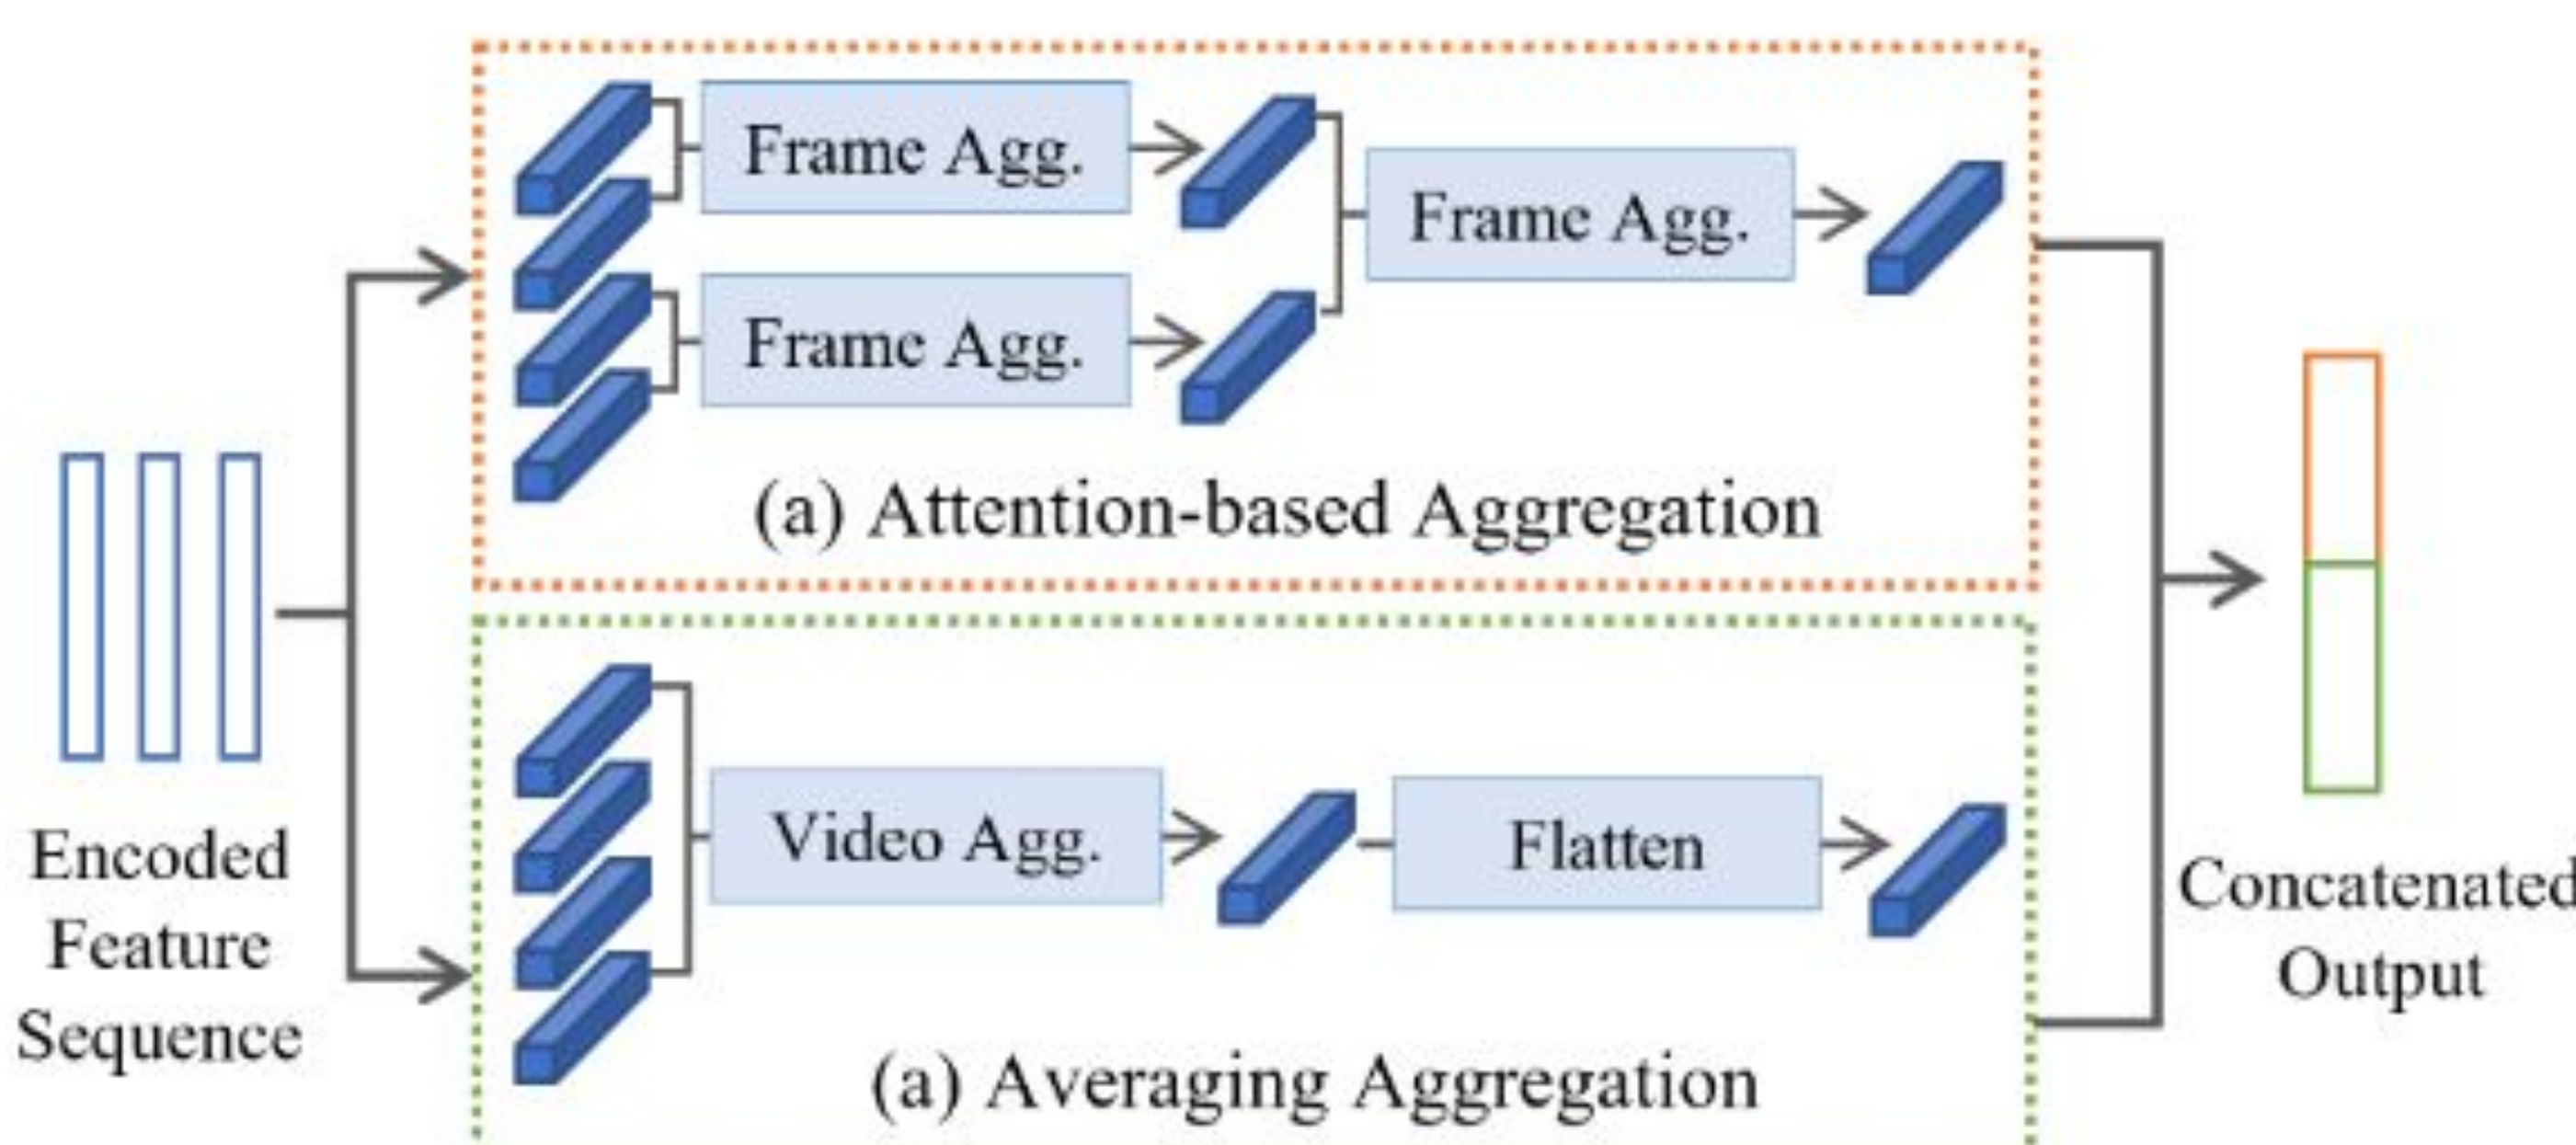 Frame Agg.
Frame Agg.
Frame Agg.
(a) Attention-based Aggregation
Encoded
Feature
Sequence
Video Agg.
Flatten
(a) Averaging Aggregation
Concatenated
Output